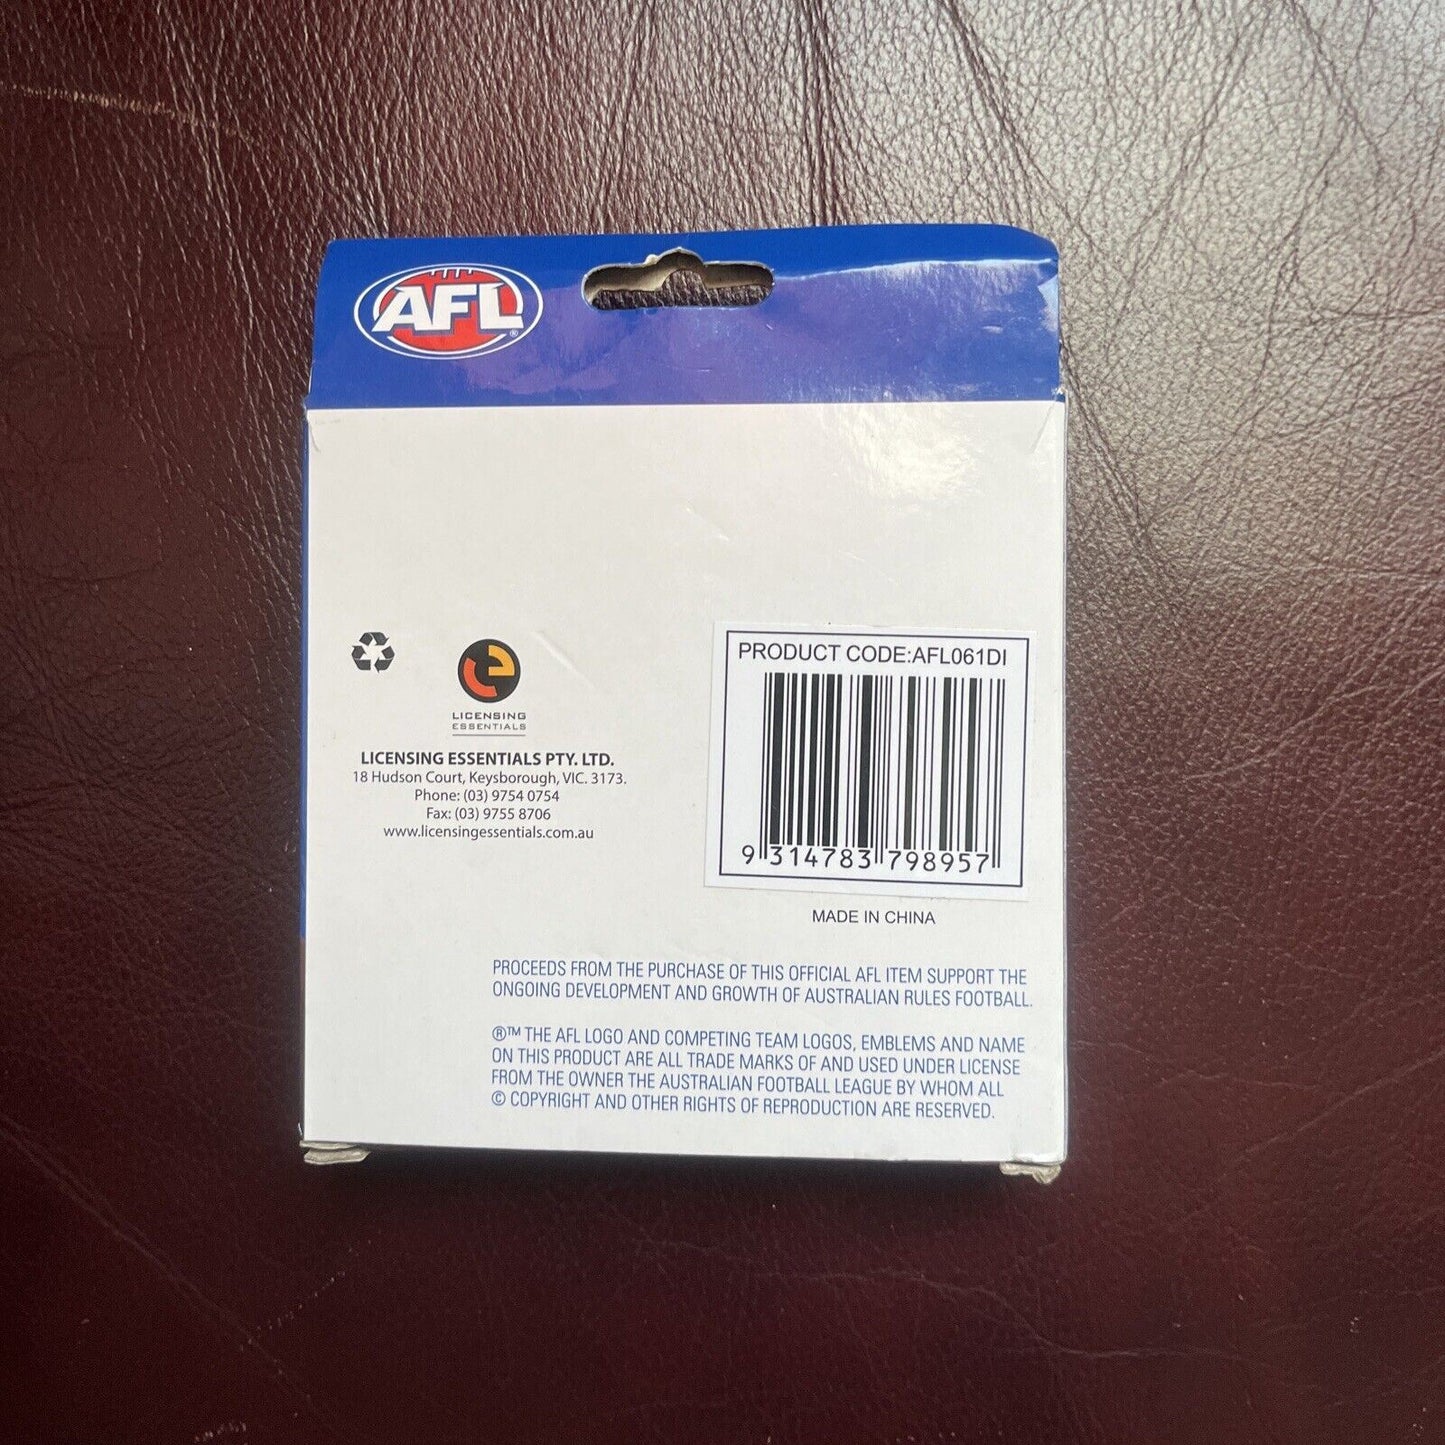 AFL ®
LICENSING
ESSENTIALS
LICENSING ESSENTIALS PTY. LTD.
18 Hudson Court, Keysborough, VIC. 3173.
Phone: (03) 9754 0754
Fax: (03) 9755 8706
www.licensingessentials.com.au
PRODUCT CODE:AFL061DI
9 314783 798957
MADE IN CHINA
PROCEEDS FROM THE PURCHASE OF THIS OFFICIAL AFL ITEM SUPPORT THE
ONGOING DEVELOPMENT AND GROWTH OF AUSTRALIAN RULES FOOTBALL.
®™ THE AFL LOGO AND COMPETING TEAM LOGOS, EMBLEMS AND NAME
ON THIS PRODUCT ARE ALL TRADE MARKS OF AND USED UNDER LICENSE
FROM THE OWNER THE AUSTRALIAN FOOTBALL LEAGUE BY WHOM ALL
© COPYRIGHT AND OTHER RIGHTS OF REPRODUCTION ARE RESERVED.